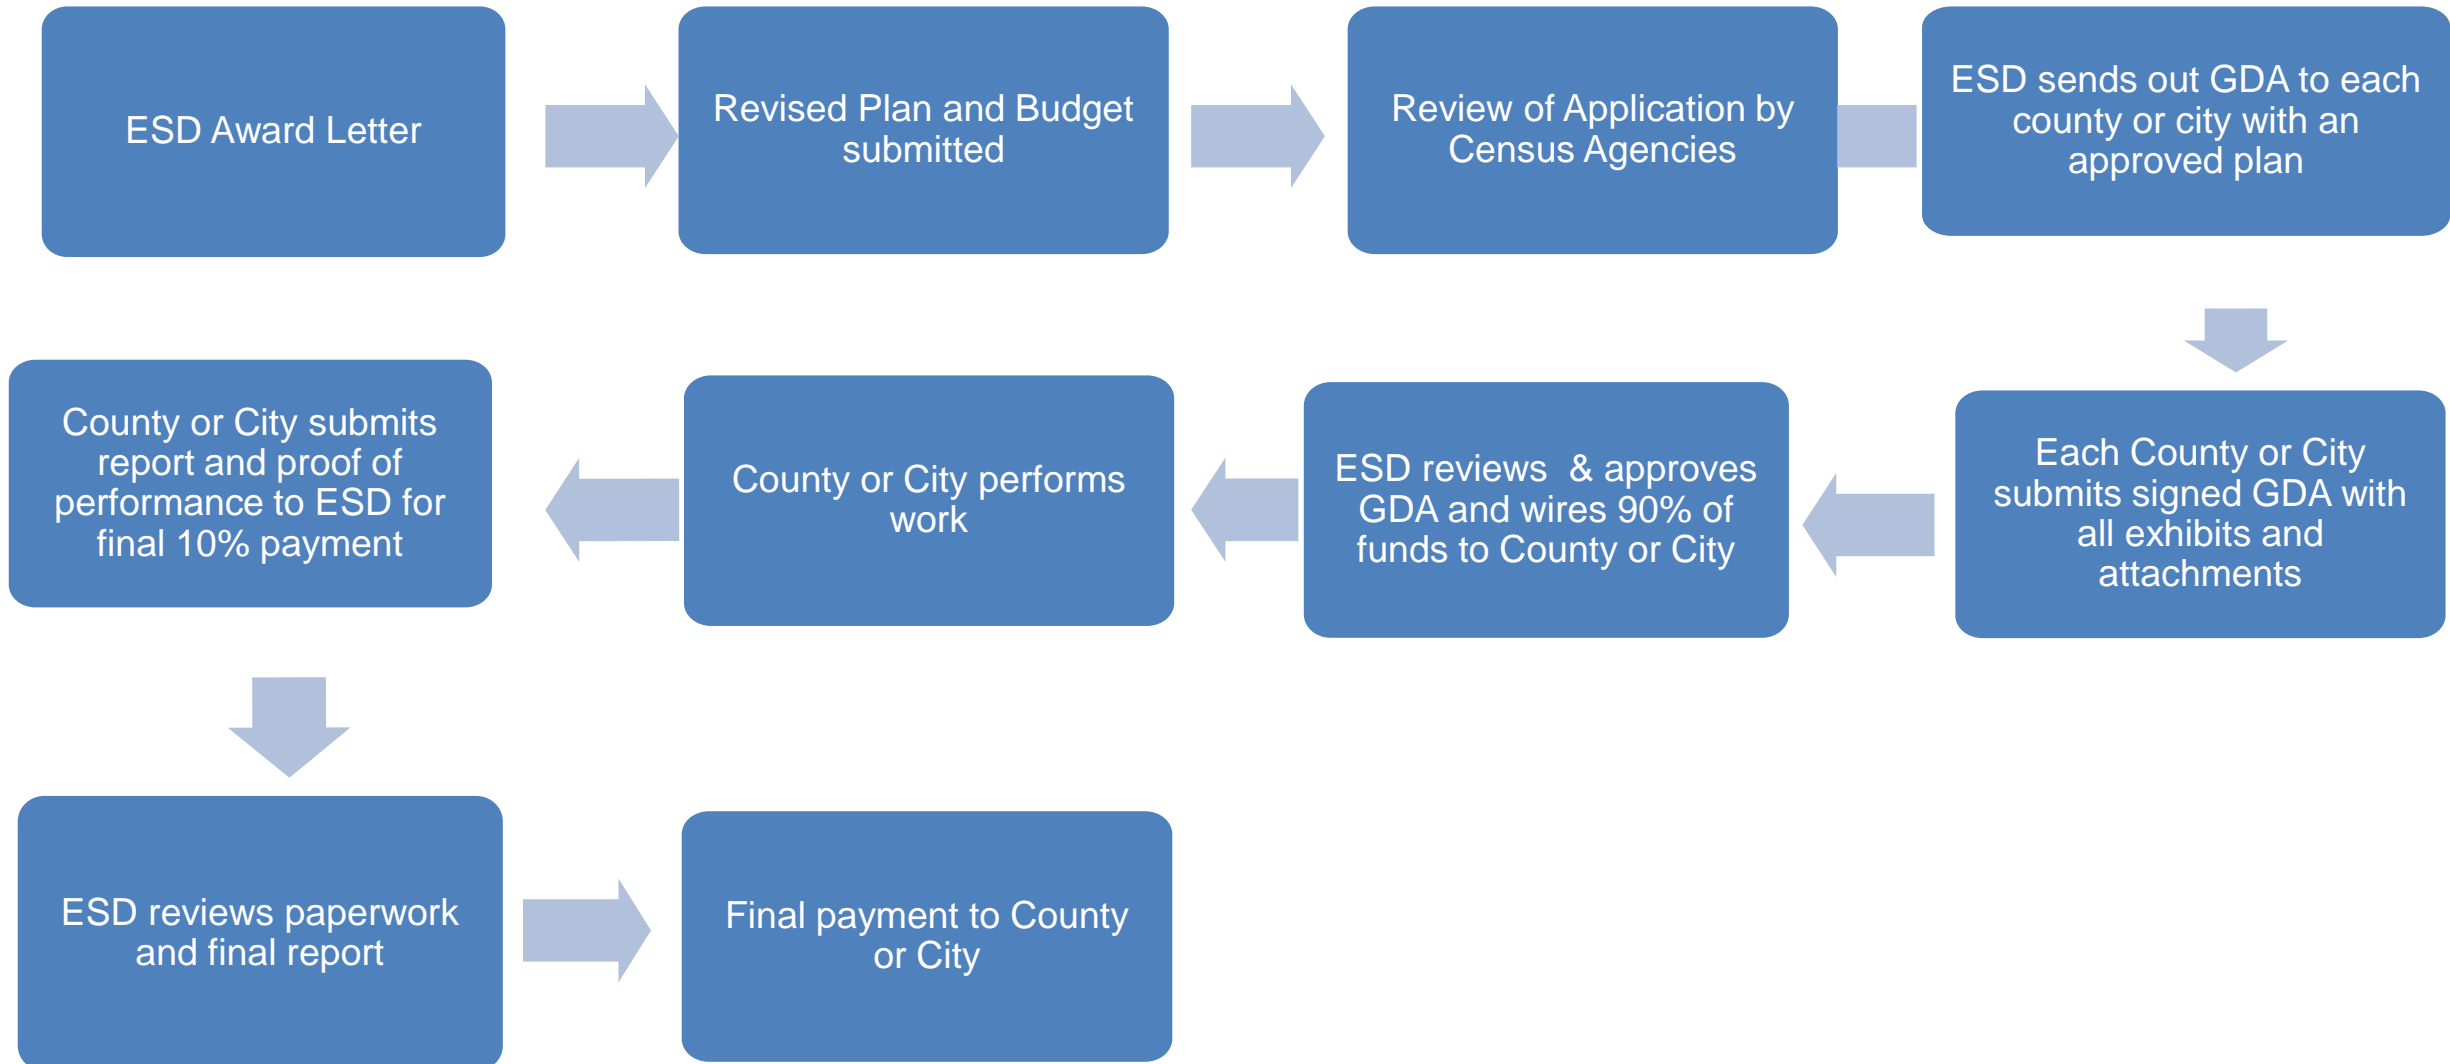 ESD Award Letter
Revised Plan and Budget
submitted
Review of Application by
Census Agencies
ESD sends out GDA to each
county or city with an
approved plan
Each County or City
submits signed GDA with
all exhibits and
attachments
ESD reviews  & approves
GDA and wires 90% of
funds to County or City
County or City performs
work
County or City submits
report and proof of
performance to ESD for
final 10% payment
ESD reviews paperwork
and final report
Final payment to County
or City